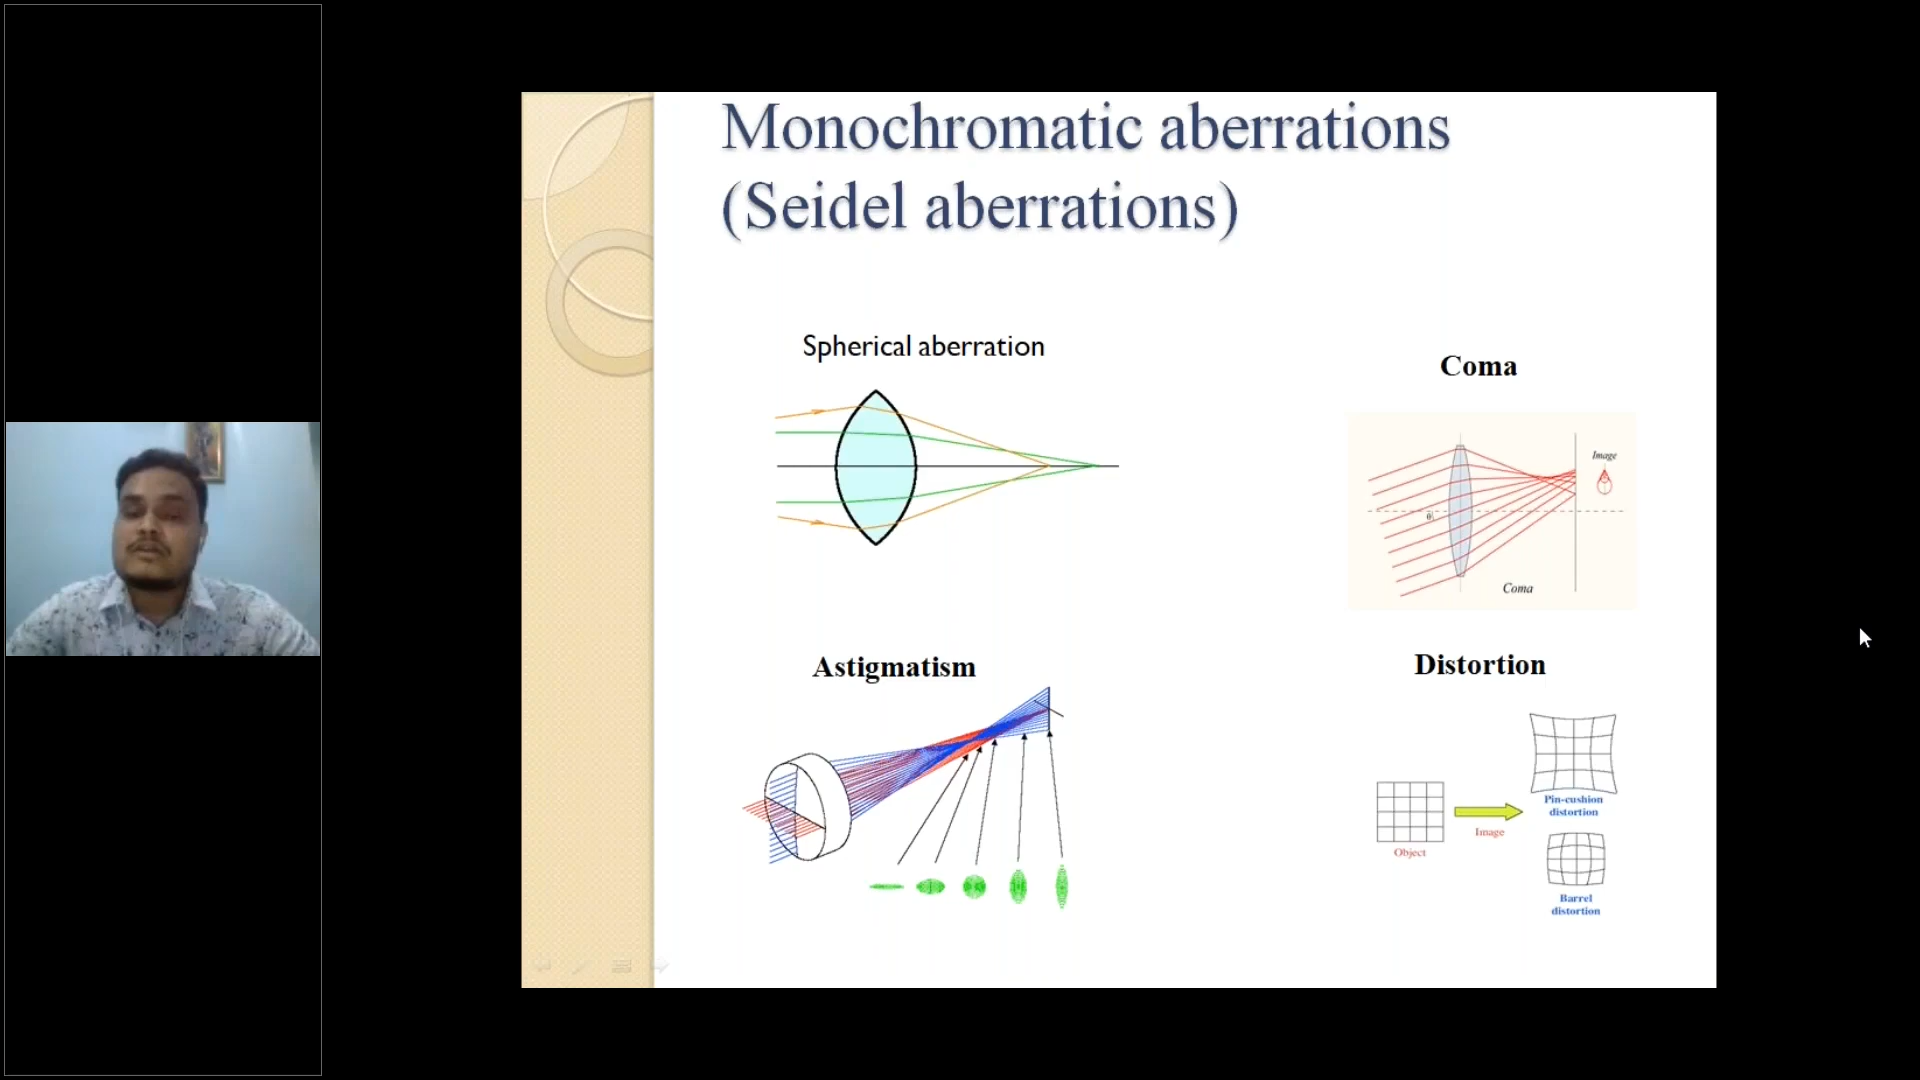 Monochromatic aberrations
(Seidel aberrations)
Spherical aberration
Coma
Image
θ
Coma
Astigmatism
Distortion
Pin-cushion
distortion
Image
Object
Barrel
distortion